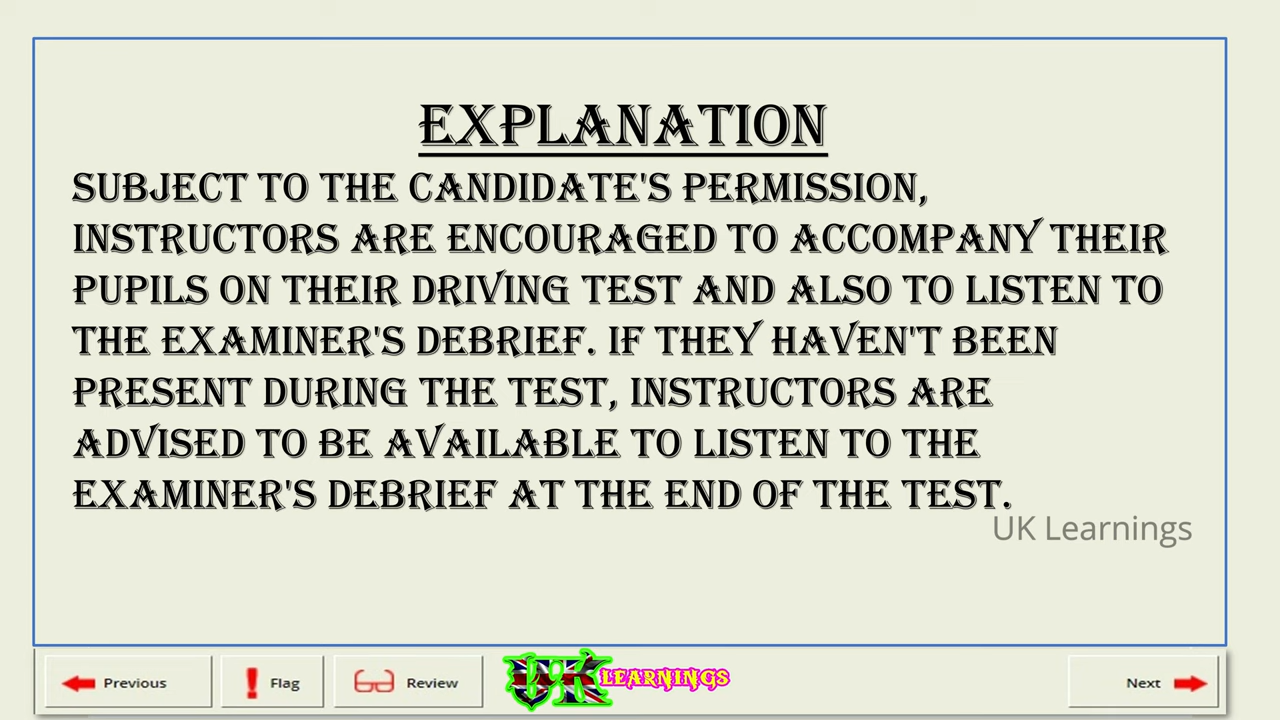 EXPLANATION
SUBJECT TO THE CANDIDATE'S PERMISSION,
INSTRUCTORS ARE ENCOURAGED TO ACCOMPANY THEIR
PUPILS ON THEIR DRIVING TEST AND ALSO TO LISTEN TO
THE EXAMINER'S DEBRIEF. IF THEY HAVEN'T BEEN
PRESENT DURING THE TEST, INSTRUCTORS ARE
ADVISED TO BE AVAILABLE TO LISTEN TO THE
EXAMINER'S DEBRIEF AT THE END OF THE TEST.
UK Learnings
Previous
Flag
Review
UK LEARNINGS
Next